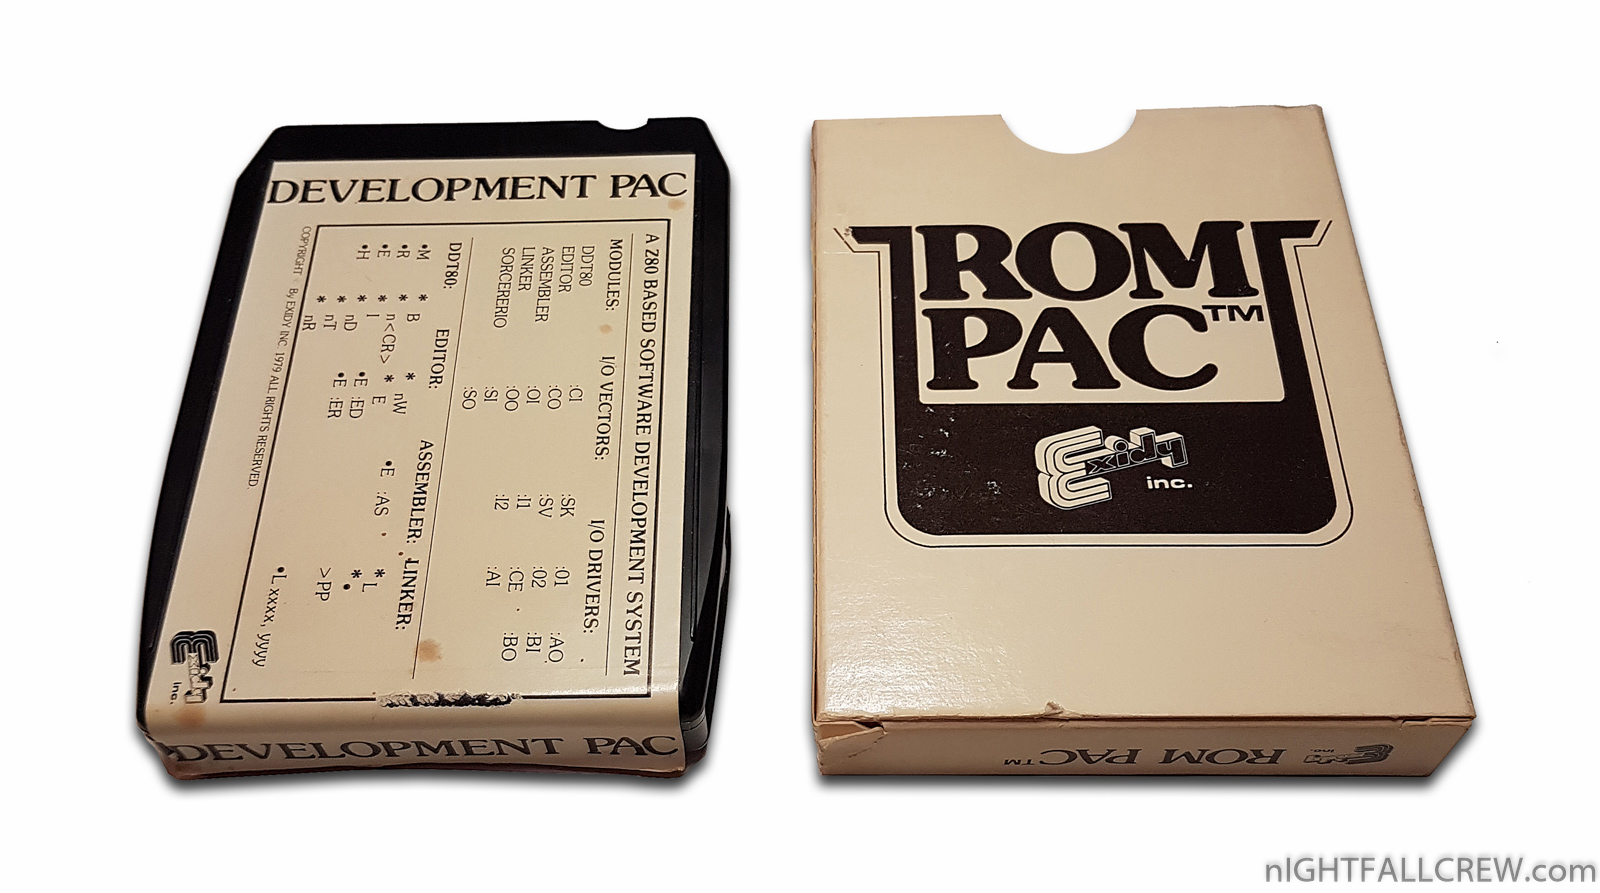 DEVELOPMENT PAC
A Z80 BASED SOFTWARE DEVELOPMENT SYSTEM
MODULES: I/O VECTORS: I/O DRIVERS:
DDT80 :CI :SK :01 :AO
EDITOR :CO :SV :02 :BI
ASSEMBLER :OI :I1 :CE :BO
LINKER :OO :I2 :AI
SORCERERIO :SI
:SO
DDT80: EDITOR: ASSEMBLER: LINKER:
•M * B * nW •E :AS *L
•R * n<CR> * E * •
•E * I •E :ED >PP
•H * nD •E :ER •L xxxx, yyyy
* nT
* nR
COPYRIGHT By EXIDY INC. 1979 ALL RIGHTS RESERVED.
Exidy
inc.
DEVELOPMENT PAC
ROM
PAC™
Exidy
inc.
ROM PAC™
Exidy
inc.
nIGHTFALLCREW.com